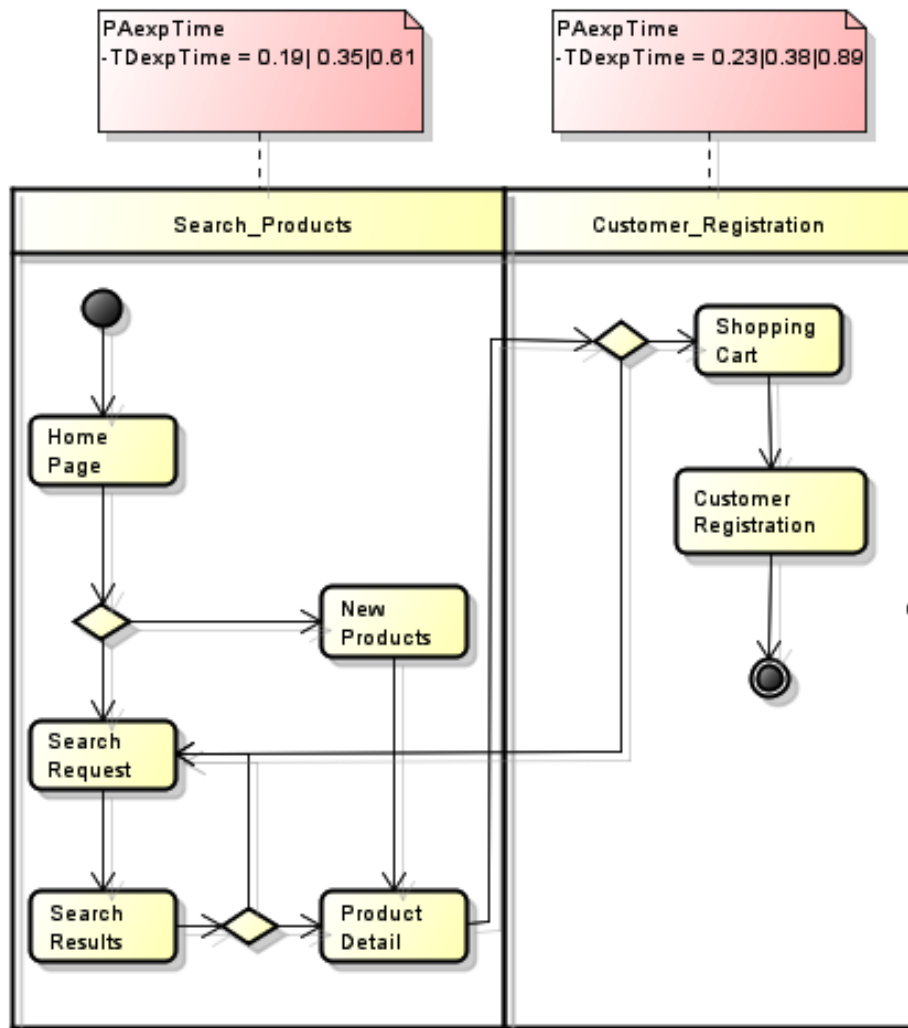 PAexpTime
-TDexpTime = 0.19| 0.35|0.61
PAexpTime
-TDexpTime = 0.23|0.38|0.89
Search_Products
Customer_Registration
Shopping
Cart
Home
Page
Customer
Registration
New
Products
Search
Request
Search
Results
Product
Detail